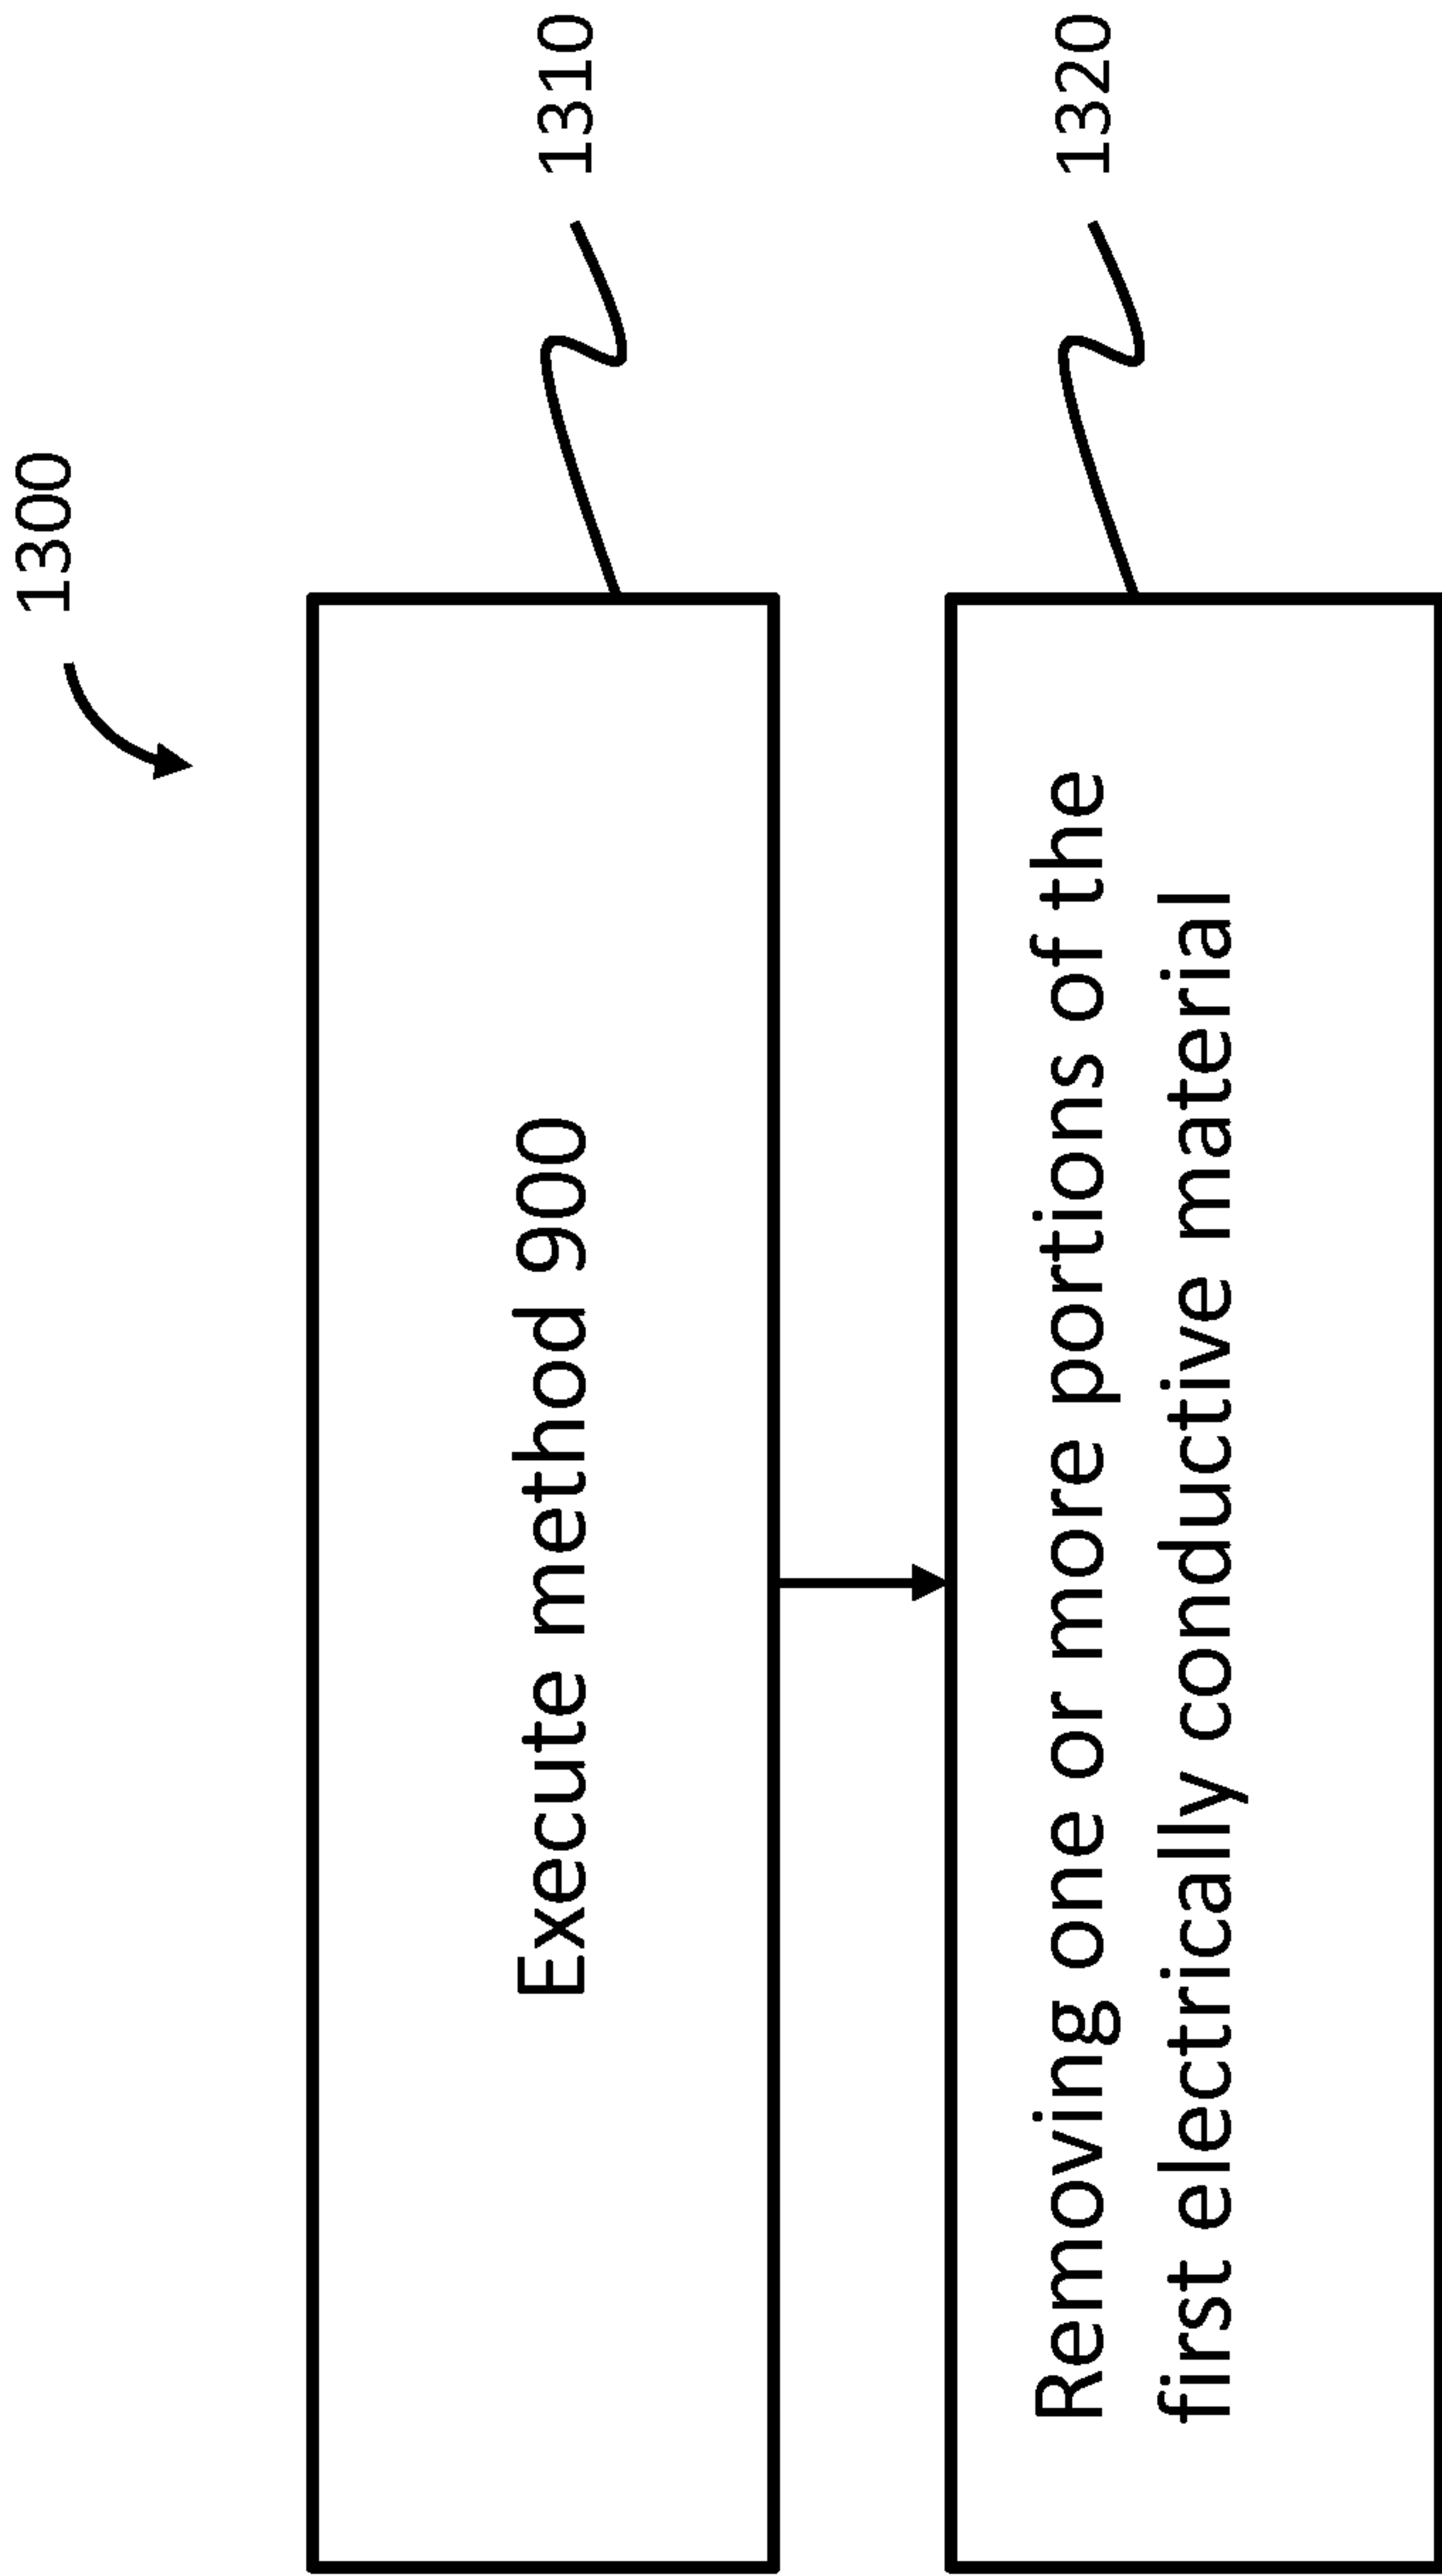 1300
Execute method 900
1310
Removing one or more portions of the
first electrically conductive material
1320